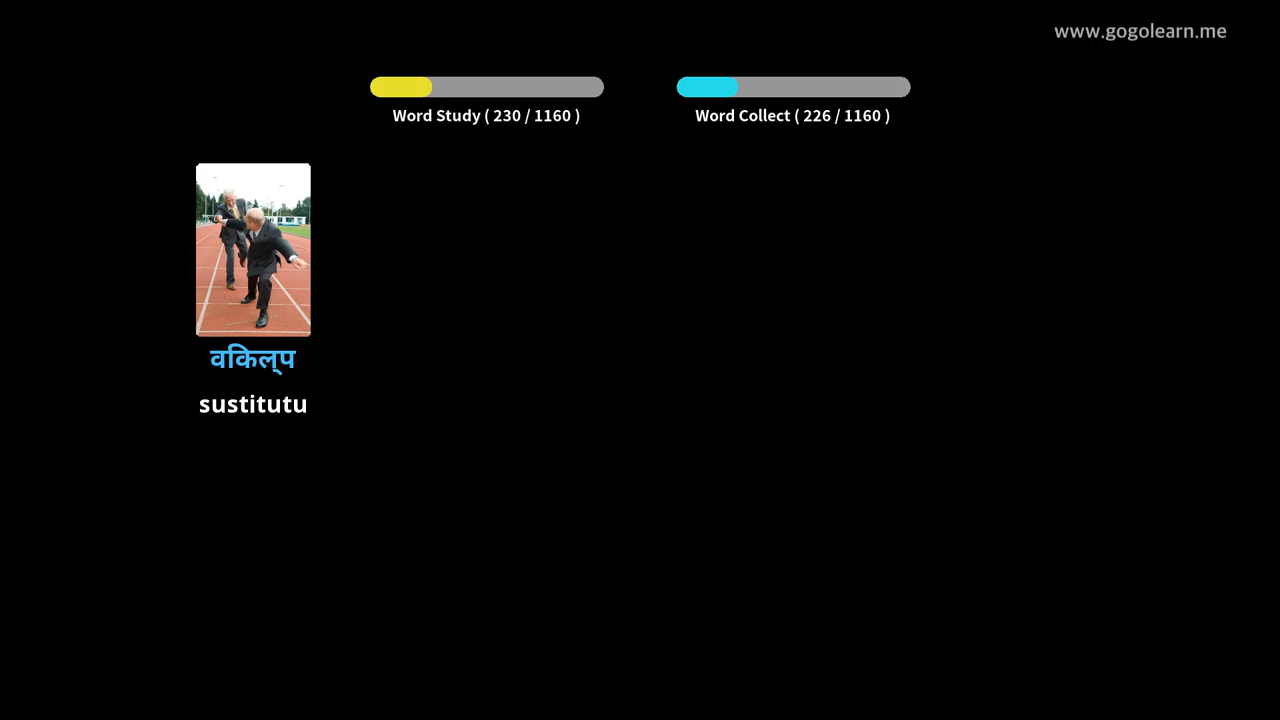 www.gogolearn.me
Word Study ( 230 / 1160 )
Word Collect ( 226 / 1160 )
वकिल्प
sustitutu